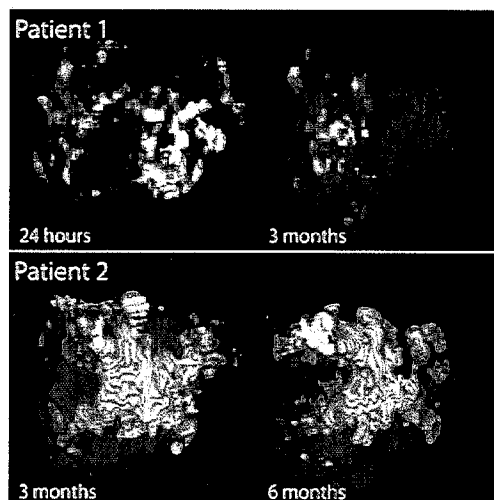 Patient 1
24 hours
3 months
Patient 2
3 months
6 months